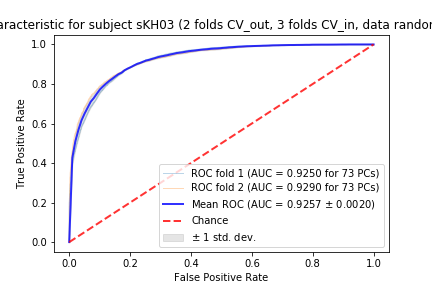 aracteristic for subject sKH03 (2 folds CV_out, 3 folds CV_in, data randor
True Positive Rate
1.0
0.8
0.6
0.4
0.2
0.0
ROC fold 1 (AUC = 0.9250 for 73 PCs)
ROC fold 2 (AUC = 0.9290 for 73 PCs)
Mean ROC (AUC = 0.9257 ± 0.0020)
Chance
± 1 std. dev.
0.0 0.2 0.4 0.6 0.8 1.0
False Positive Rate